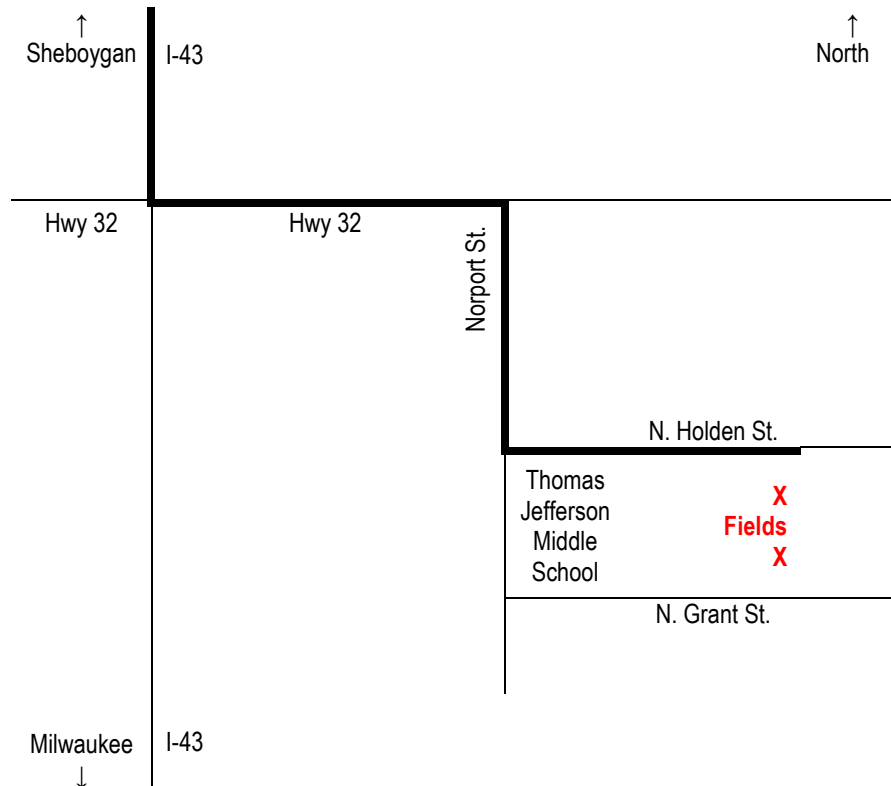 ↑
Sheboygan
I-43
↑
North
Hwy 32
Hwy 32
Norport St.
N. Holden St.
Thomas
Jefferson
Middle
School
X
Fields
X
N. Grant St.
Milwaukee
↓
I-43